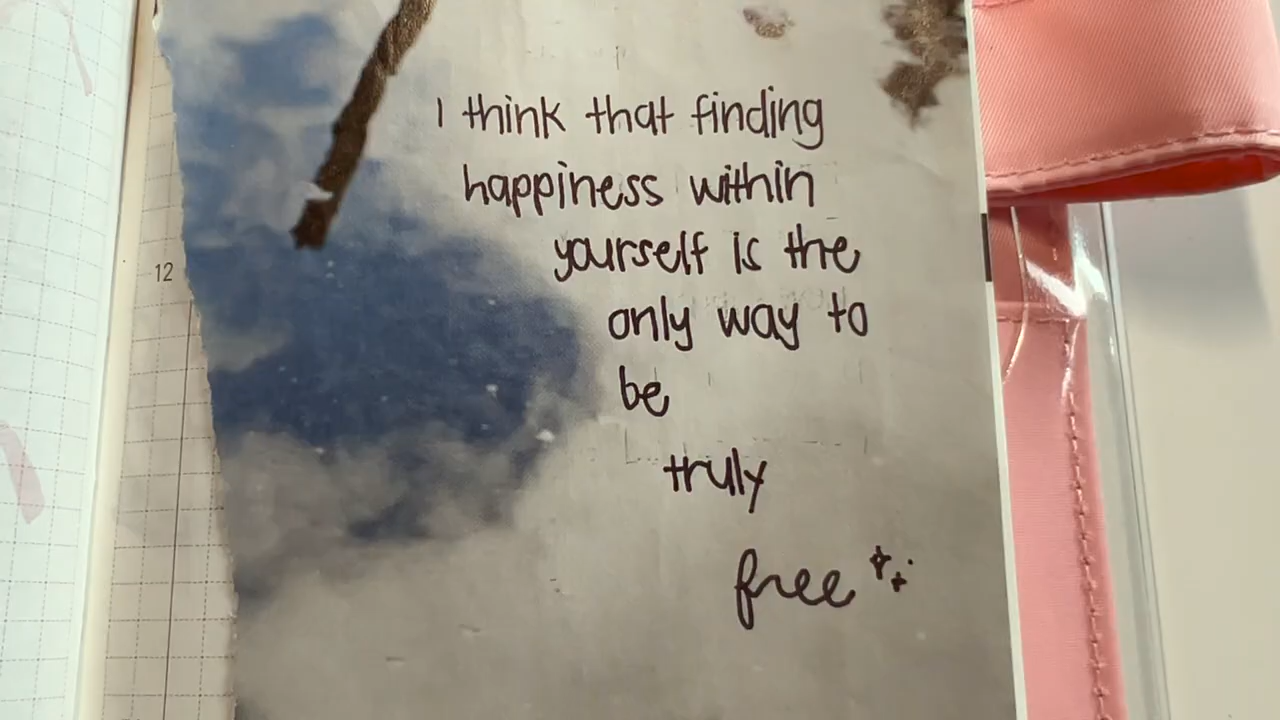 12
I think that finding
happiness within
yourself is the
only way to
be
truly
free